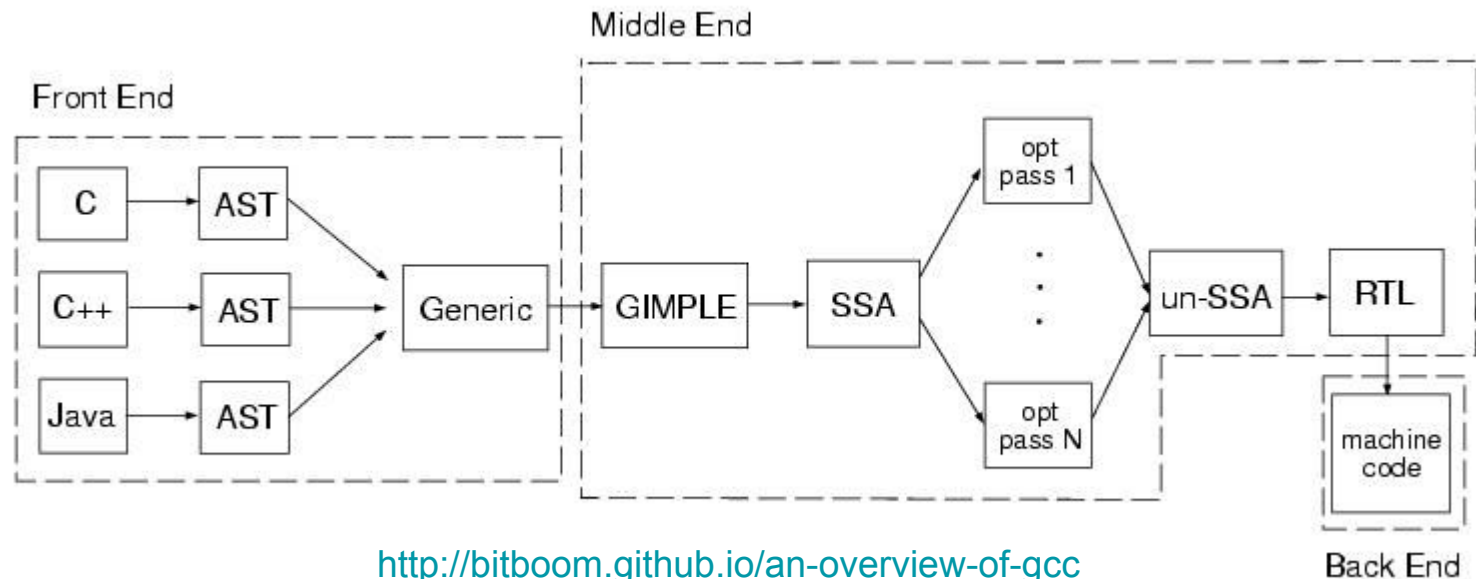 Middle End
Front End
C
AST
C++
AST
Java
AST
Generic
GIMPLE
SSA
opt
pass 1
opt
pass N
un-SSA
RTL
machine
code
Back End
http://bitboom.github.io/an-overview-of-gcc